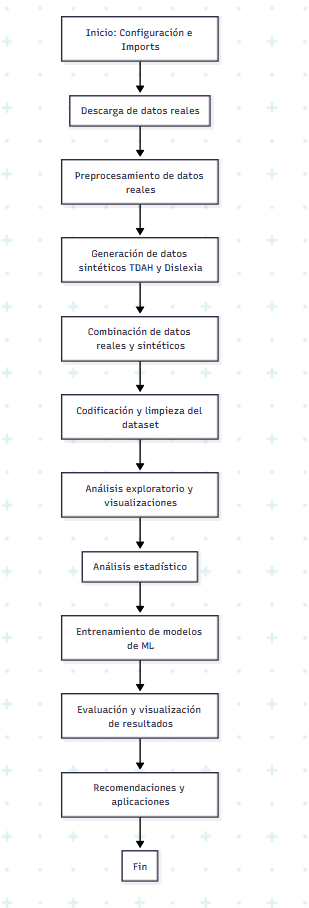 Inicio: Configuración e
Imports
Descarga de datos reales
Preprocesamiento de datos
reales
Generación de datos
sintéticos TDAH y Dislexia
Combinación de datos
reales y sintéticos
Codificación y limpieza del
dataset
Análisis exploratorio y
visualizaciones
Análisis estadístico
Entrenamiento de modelos
de ML
Evaluación y visualización
de resultados
Recomendaciones y
aplicaciones
Fin